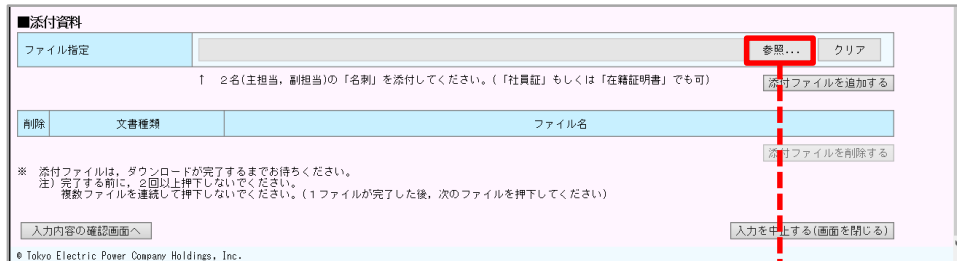 ■添付資料
ファイル指定
参照...
クリア
↑ 2名(主担当，副担当)の「名刺」を添付してください。(「社員証」もしくは「在籍証明書」でも可)
添付ファイルを追加する
削除 文書種類 ファイル名
添付ファイルを削除する
※ 添付ファイルは，ダウンロードが完了するまでお待ちください。
注) 完了する前に，２回以上押下しないでください。
複数ファイルを連続して押下しないでください。(１ファイルが完了した後，次のファイルを押下してください)
入力内容の確認画面へ
入力を中止する(画面を閉じる)
© Tokyo Electric Power Company Holdings, Inc.